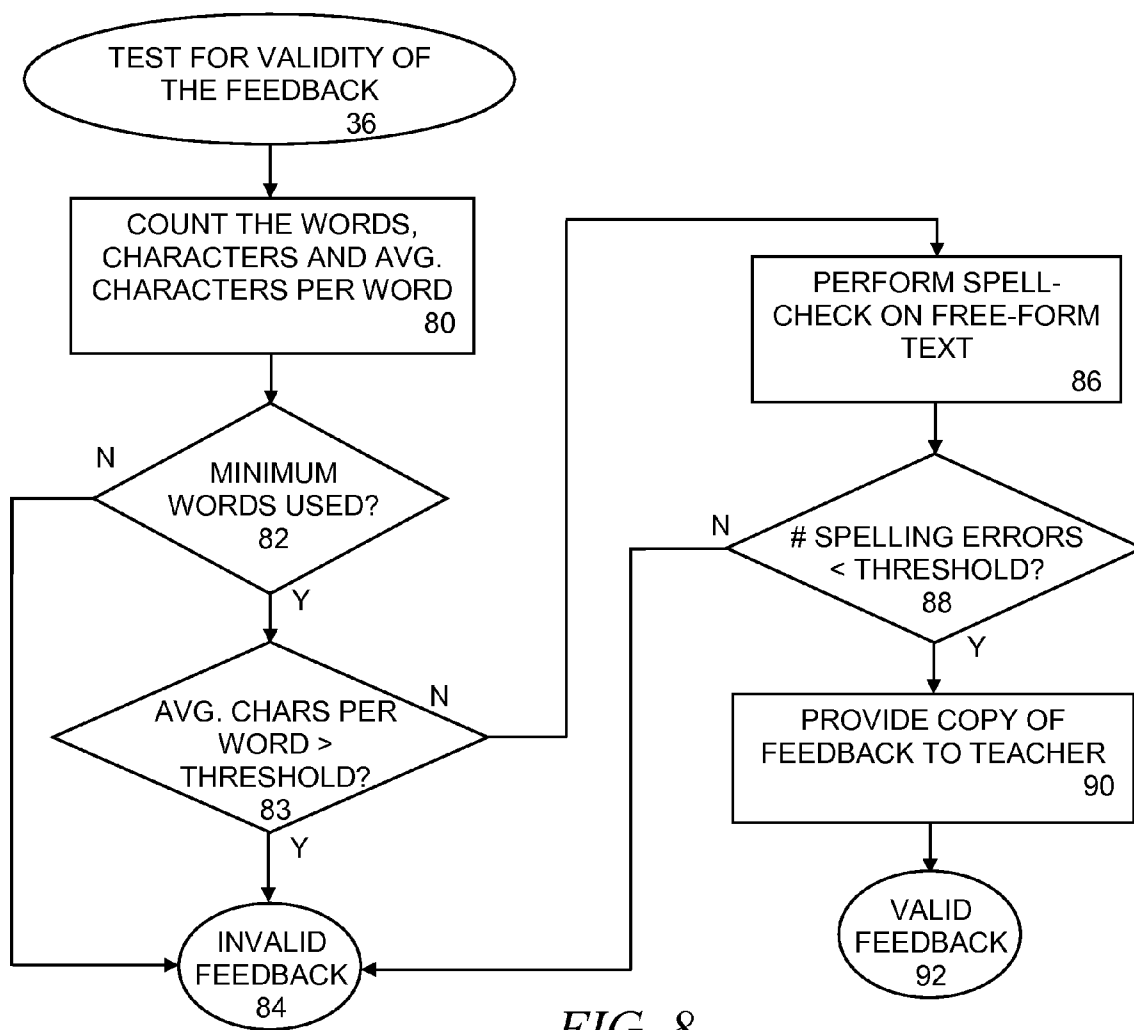 TEST FOR VALIDITY OF
THE FEEDBACK
36
COUNT THE WORDS,
CHARACTERS AND AVG.
CHARACTERS PER WORD
80
N
MINIMUM
WORDS USED?
82
Y
N
AVG. CHARS PER
WORD >
THRESHOLD?
83
Y
INVALID
FEEDBACK
84
PERFORM SPELL-
CHECK ON FREE-FORM
TEXT
86
N
# SPELLING ERRORS
< THRESHOLD?
88
Y
PROVIDE COPY OF
FEEDBACK TO TEACHER
90
VALID
FEEDBACK
92
FIG. 8